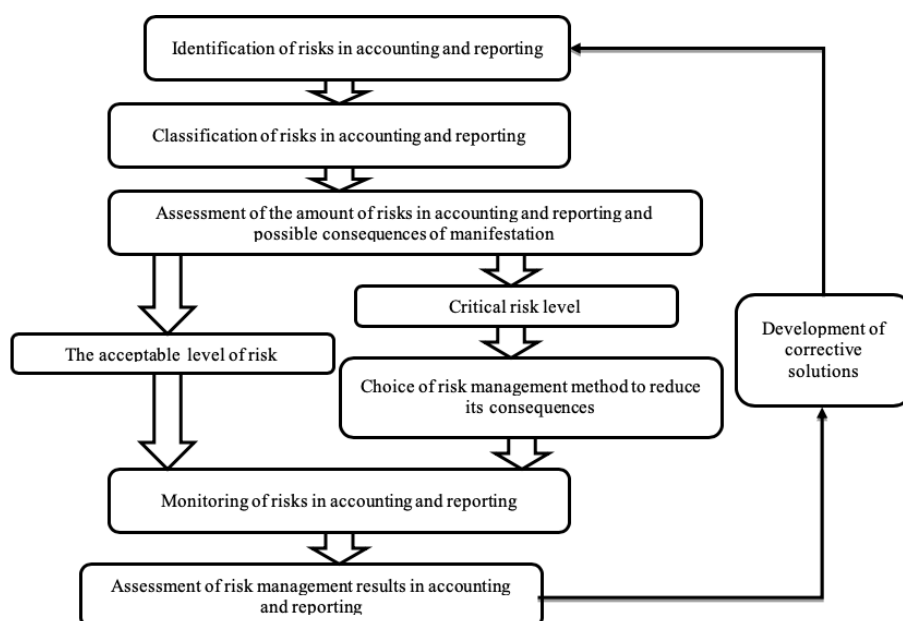 Identification of risks in accounting and reporting
Classification of risks in accounting and reporting
Assessment of the amount of risks in accounting and reporting and
possible consequences of manifestation
Critical risk level
The acceptable level of risk
Choice of risk management method to reduce
its consequences
Development of
corrective
solutions
Monitoring of risks in accounting and reporting
Assessment of risk management results in accounting
and reporting